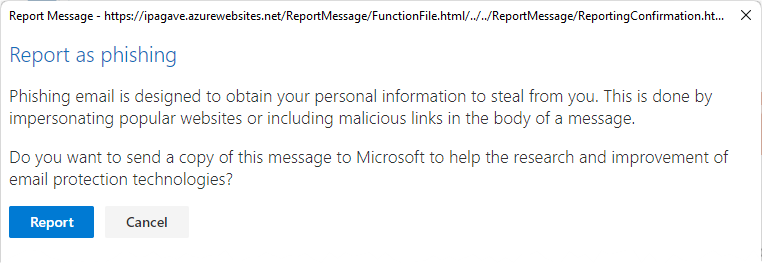 Report Message - https://ipagave.azurewebsites.net/ReportMessage/FunctionFile.html/../../ReportMessage/ReportingConfirmation.ht...
Report as phishing
Phishing email is designed to obtain your personal information to steal from you. This is done by
impersonating popular websites or including malicious links in the body of a message.
Do you want to send a copy of this message to Microsoft to help the research and improvement of
email protection technologies?
Report Cancel